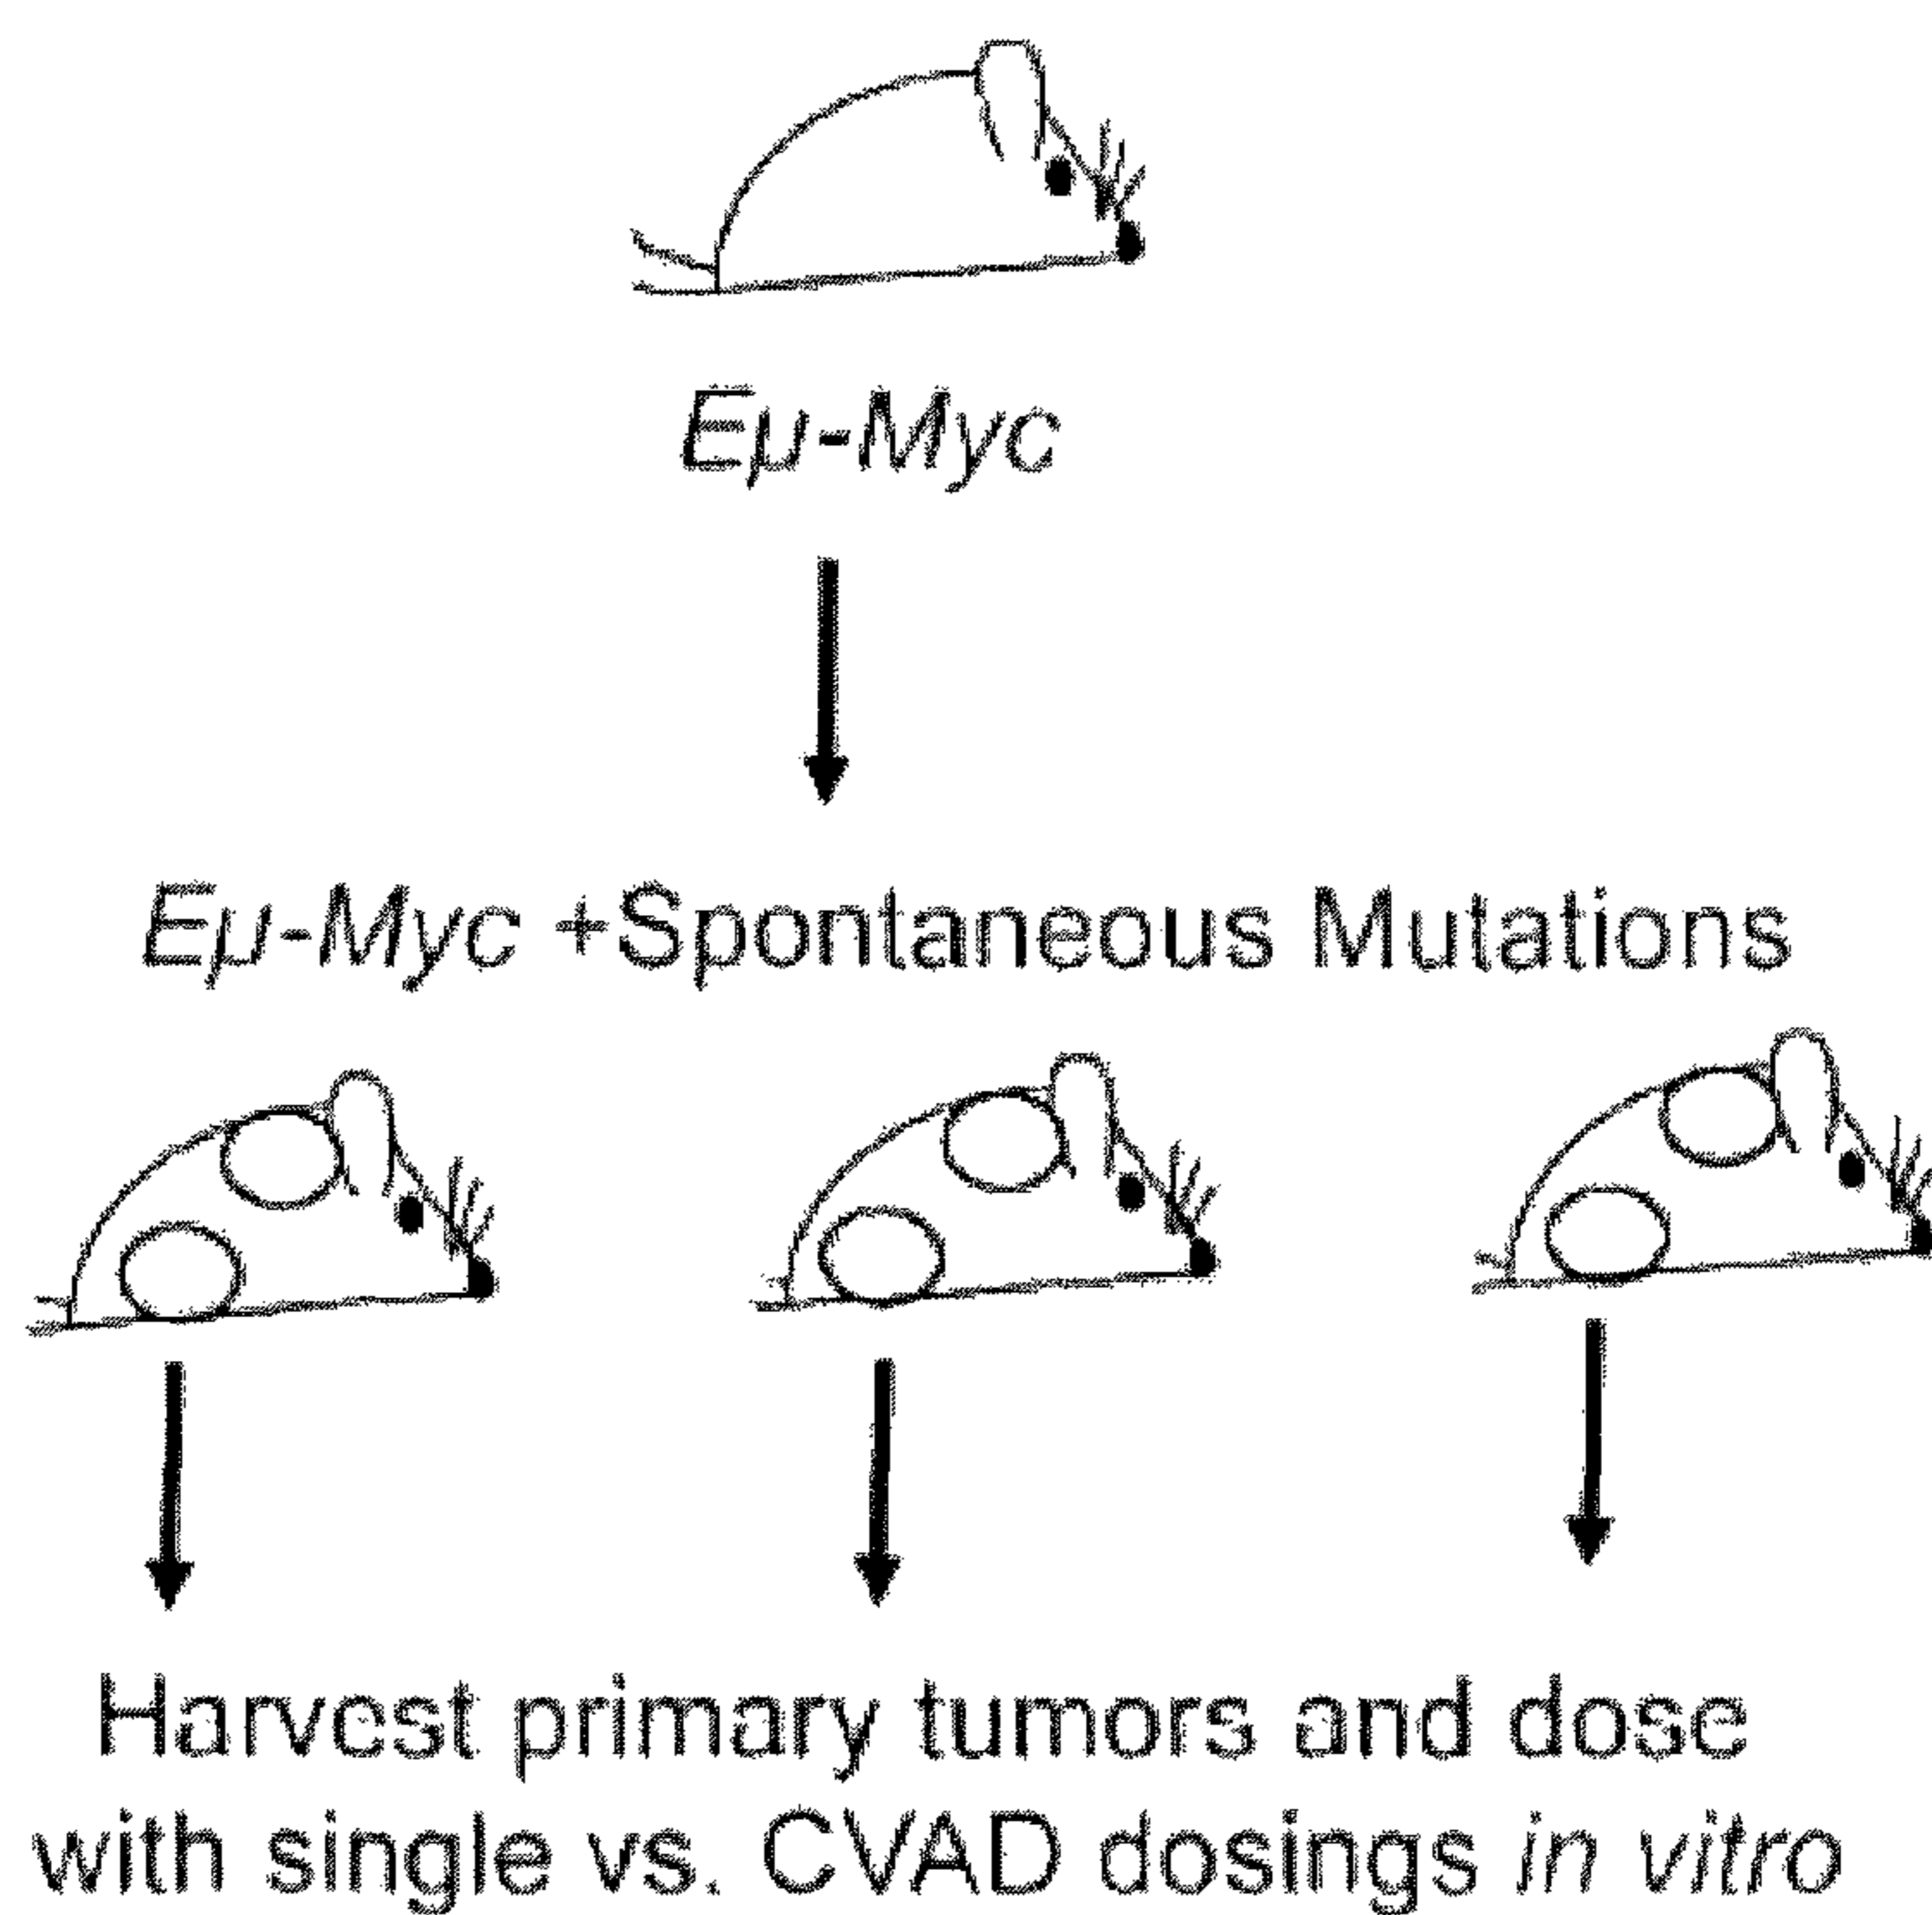 Eμ-Myc
Eμ-Myc +Spontaneous Mutations
Harvest primary tumors and dose
with single vs. CVAD dosings in vitro